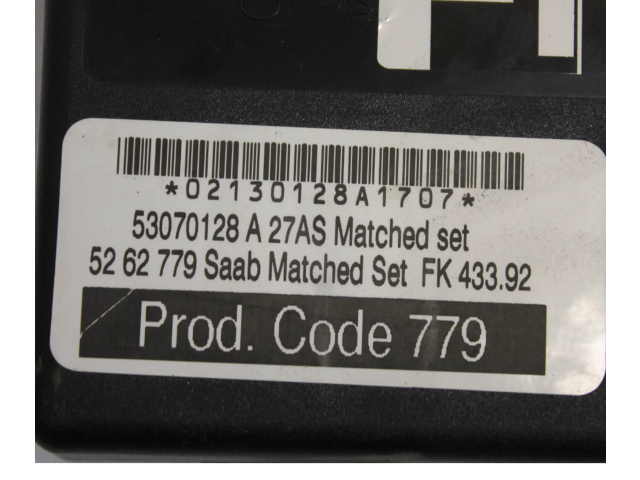 *02130128A1707*
53070128 A 27AS Matched set
52 62 779 Saab Matched Set FK 433.92
Prod. Code 779